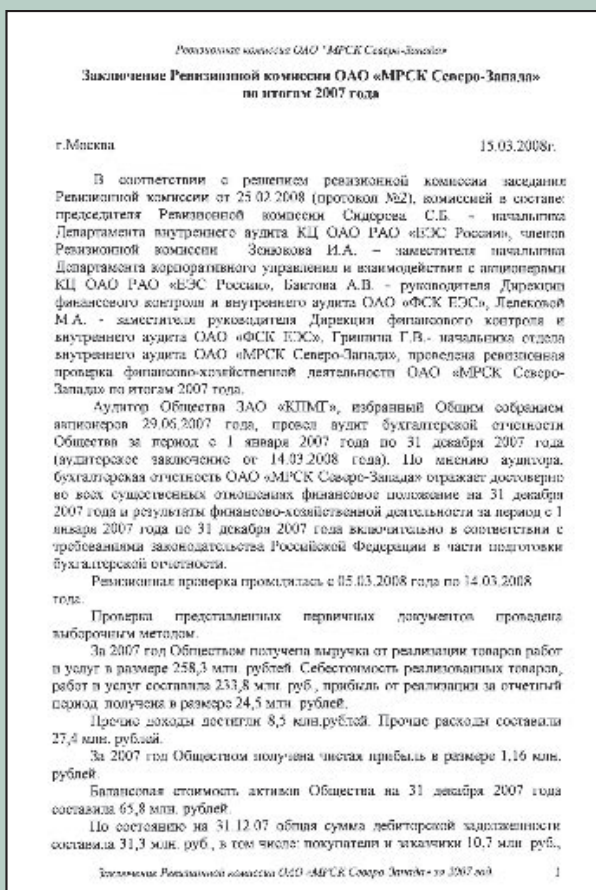 Ревизионная комиссия ОАО "МРСК Северо-Запада"
Заключение Ревизионной комиссии ОАО «МРСК Северо-Запада»
по итогам 2007 года
г.Москва 15.03.2008г.
В соответствии с решением ревизионной комиссии заседания
Ревизионной комиссии от 25.02.2008 (протокол №2), комиссией в составе:
председателя Ревизионной комиссии Сидорова С.Б. - начальника
Департамента внутреннего аудита КЦ ОАО РАО «ЕЭС России», членов
Ревизионной комиссии Зенюкова И.А. – заместителя начальника
Департамента корпоративного управления и взаимодействия с акционерами
КЦ ОАО РАО «ЕЭС России», Баитова А.В. - руководителя Дирекции
финансового контроля и внутреннего аудита ОАО «ФСК ЕЭС», Лелековой
М.А. - заместителя руководителя Дирекции финансового контроля и
внутреннего аудита ОАО «ФСК ЕЭС», Гришина Г.В.- начальника отдела
внутреннего аудита ОАО «МРСК Северо-Запада», проведена ревизионная
проверка финансово-хозяйственной деятельности ОАО «МРСК Северо-
Запада» по итогам 2007 года.
Аудитор Общества ЗАО «КПМГ», избранный Общим собранием
акционеров 29.06.2007 года, провел аудит бухгалтерской отчетности
Общества за период с 1 января 2007 года по 31 декабря 2007 года
(аудиторское заключение от 14.03.2008 года). По мнению аудитора,
бухгалтерская отчетность ОАО «МРСК Северо-Запада» отражает достоверно
во всех существенных отношениях финансовое положение на 31 декабря
2007 года и результаты финансово-хозяйственной деятельности за период с 1
января 2007 года по 31 декабря 2007 года включительно в соответствии с
требованиями законодательства Российской Федерации в части подготовки
бухгалтерской отчетности.
Ревизионная проверка проводилась с 05.03.2008 года по 14.03.2008
года.
Проверка представленных первичных документов проведена
выборочным методом.
За 2007 год Обществом получена выручка от реализации товаров работ
и услуг в размере 258,3 млн. рублей. Себестоимость реализованных товаров,
работ и услуг составила 233,8 млн. руб., прибыль от реализации за отчетный
период получена в размере 24,5 млн. рублей.
Прочие доходы достигли 8,5 млн.рублей. Прочие расходы составили
27,4 млн. рублей.
За 2007 год Обществом получена чистая прибыль в размере 1,16 млн.
рублей.
Балансовая стоимость активов Общества на 31 декабря 2007 года
составила 65,8 млн. рублей.
По состоянию на 31.12.07 общая сумма дебиторской задолженности
составила 31,3 млн. руб., в том числе: покупатели и заказчики 10,7 млн. руб.,
Заключение Ревизионной комиссии ОАО «МРСК Северо-Запада» за 2007 год 1